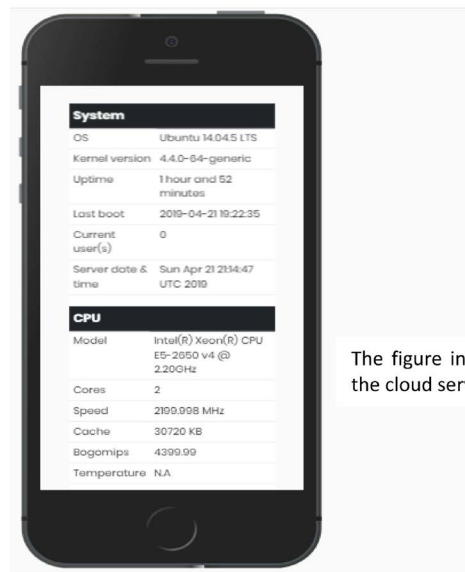 System
OS Ubuntu 14.04.5 LTS
Kernel version 4.4.0-64-generic
Uptime 1 hour and 52
minutes
Last boot 2019-04-21 19:22:35
Current 0
user(s)
Server date & Sun Apr 21 21:14:47
time UTC 2019
CPU
Model Intel(R) Xeon(R) CPU
E5-2650 v4 @
2.20GHz
Cores 2
Speed 2199.998 MHz
Cache 30720 KB
Bogomips 4399.99
Temperature N.A
The figure in
the cloud ser